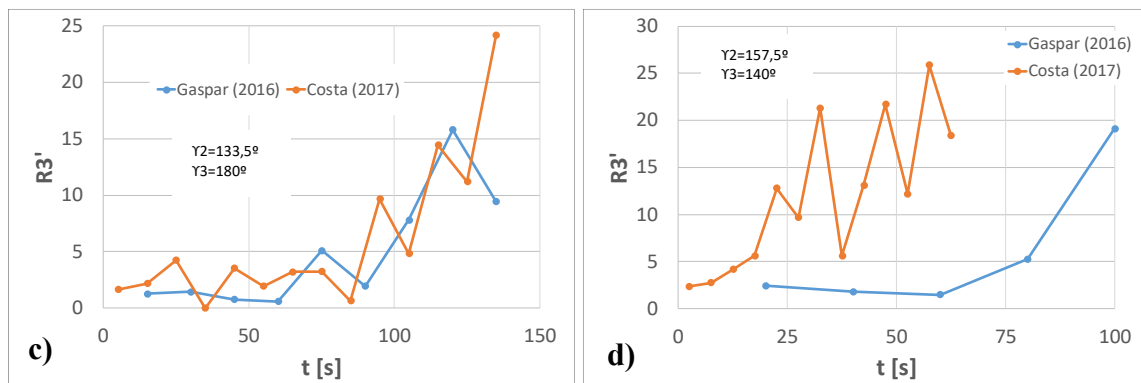 25
20
15
10
5
0
R3'
Gaspar (2016) Costa (2017)
ϒ2=133,5º
ϒ3=180º
0 50 100 150
t [s]
c)
30
25
20
15
10
5
0
R3'
ϒ2=157,5º
ϒ3=140º
Gaspar (2016)
Costa (2017)
0 25 50 75 100
t [s]
d)